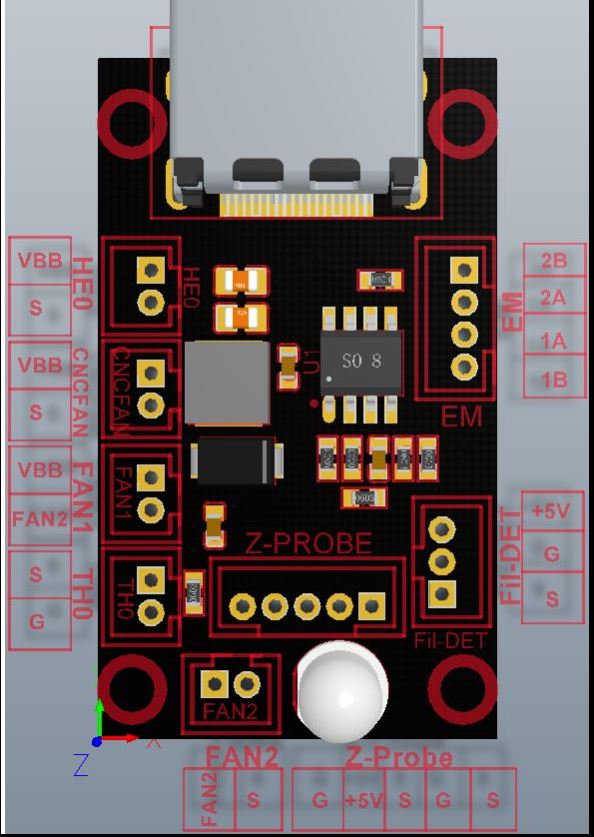 VBB
S
HE0
HE0
VBB
S
CNCFAN
CNCFAN
VBB
FAN2
FAN1
FAN1
S
G
TH0
TH0
U1
SO 8
EM
EM
2B
2A
1A
1B
Z-PROBE
Fil-DET
Fil-DET
+5V
G
S
FAN2
Z
X
FAN2
Z-Probe
FAN2
S
G
+5V
S
G
S